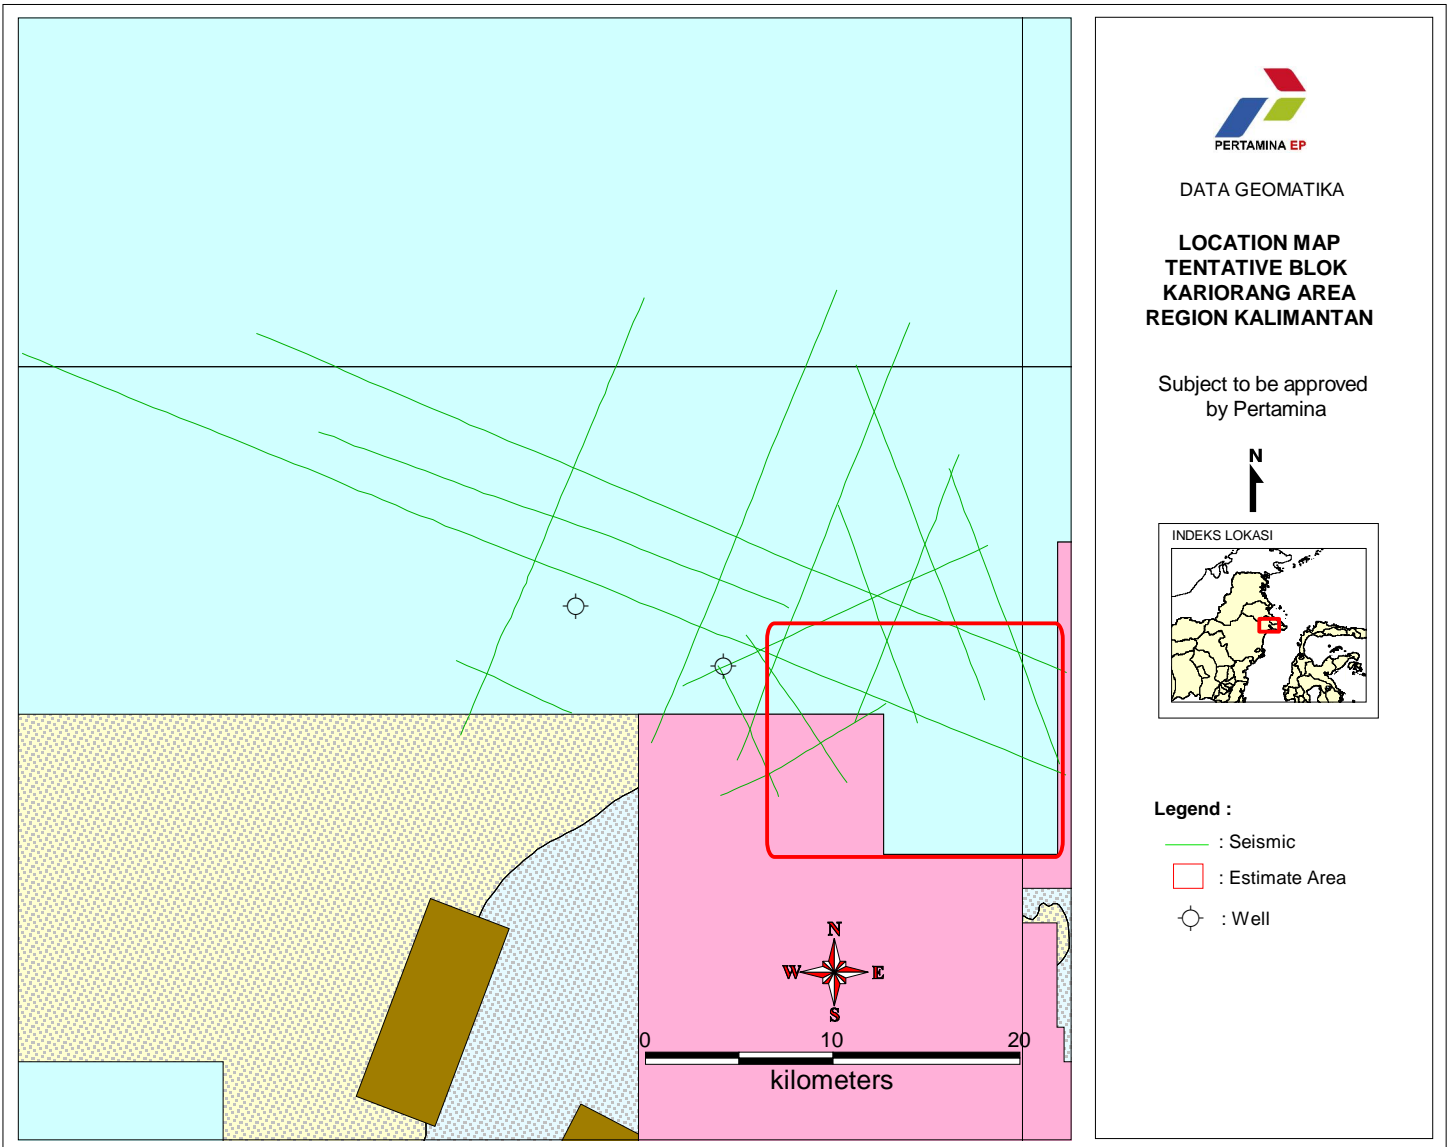 PERTAMINA EP
DATA GEOMATIKA
LOCATION MAP
TENTATIVE BLOK
KARIORANG AREA
REGION KALIMANTAN
Subject to be approved
by Pertamina
N
INDEKS LOKASI
Legend :
: Seismic
: Estimate Area
: Well
N
W E
S
0 10 20
kilometers